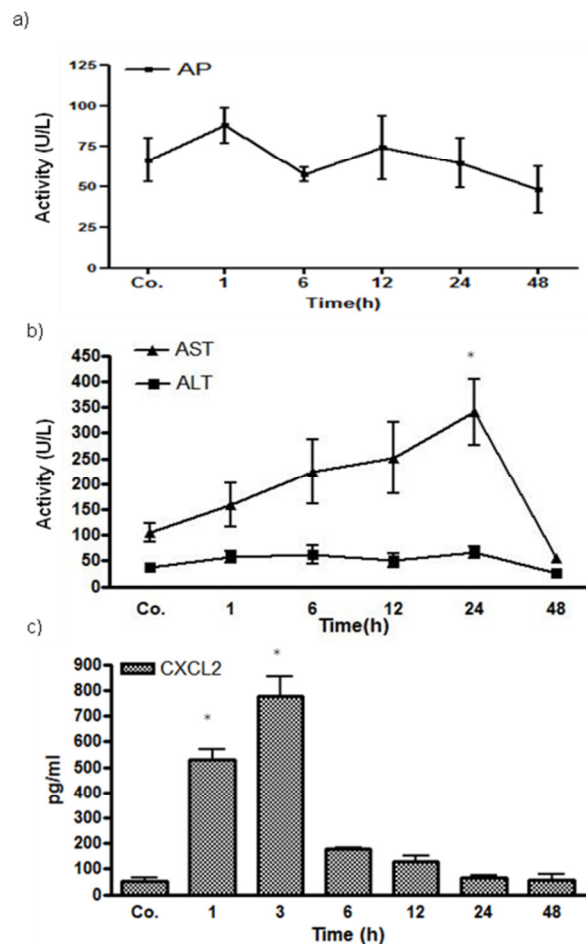 a)
AP
125
100
75
50
25
0
Activity (U/L)
Co. 1 6 12 24 48
Time(h)
b)
AST
ALT
*
450
400
350
300
250
200
150
100
50
0
Activity (U/L)
Co. 1 6 12 24 48
Time(h)
c)
CXCL2
* *
900
800
700
600
500
400
300
200
100
0
pg/ml
Co. 1 3 6 12 24 48
Time (h)